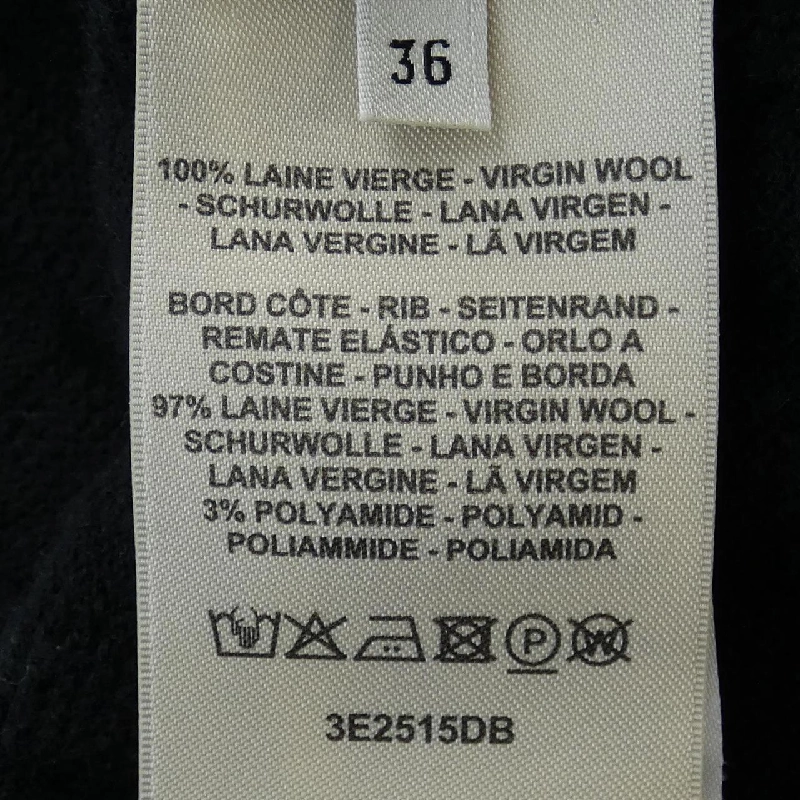 36
100% LAINE VIERGE - VIRGIN WOOL
- SCHURWOLLE - LANA VIRGEN -
LANA VERGINE - LÃ VIRGEM
BORD CÔTE - RIB - SEITENRAND -
REMATE ELÁSTICO - ORLO A
COSTINE - PUNHO E BORDA
97% LAINE VIERGE - VIRGIN WOOL -
SCHURWOLLE - LANA VIRGEN -
LANA VERGINE - LÃ VIRGEM
3% POLYAMIDE - POLYAMID -
POLIAMMIDE - POLIAMIDA
P W
3E2515DB